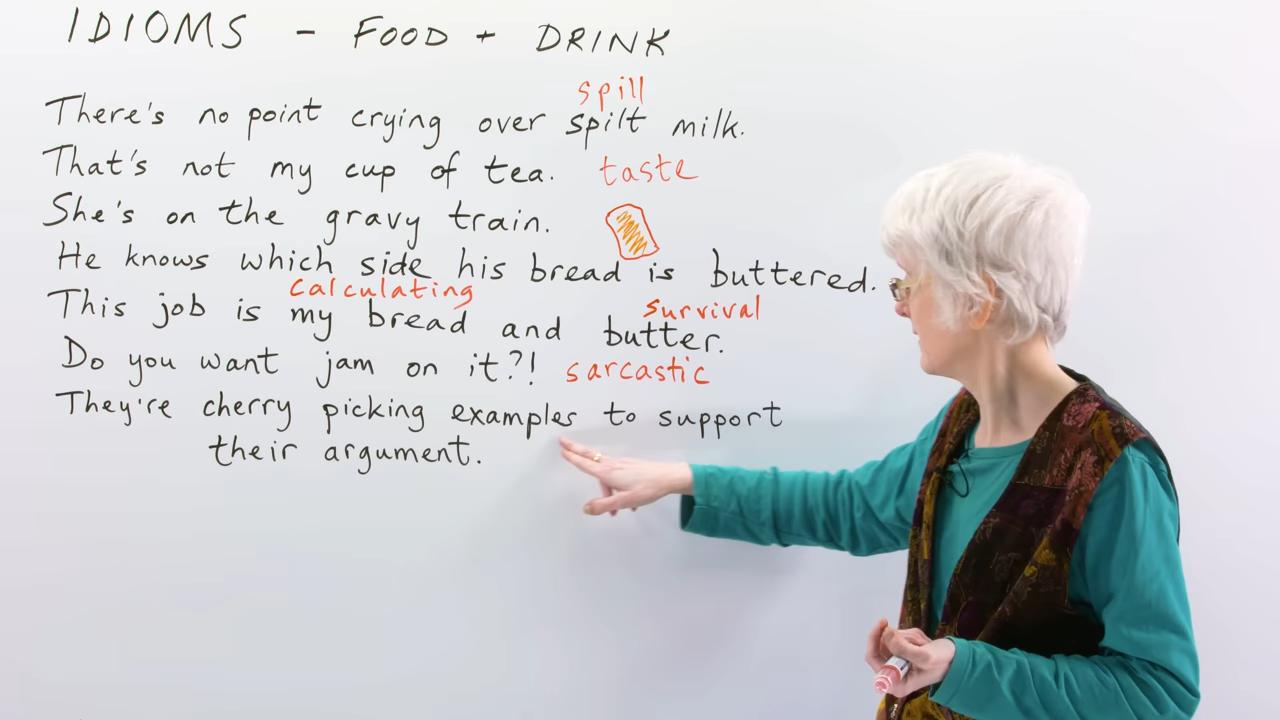 IDIOMS - FOOD + DRINK
spill
There's no point crying over spilt milk.
That's not my cup of tea. taste
She's on the gravy train.
He knows which side his bread is buttered.
calculating
This job is my bread and butter.
survival
Do you want jam on it?! sarcastic
They're cherry picking examples to support
their argument.